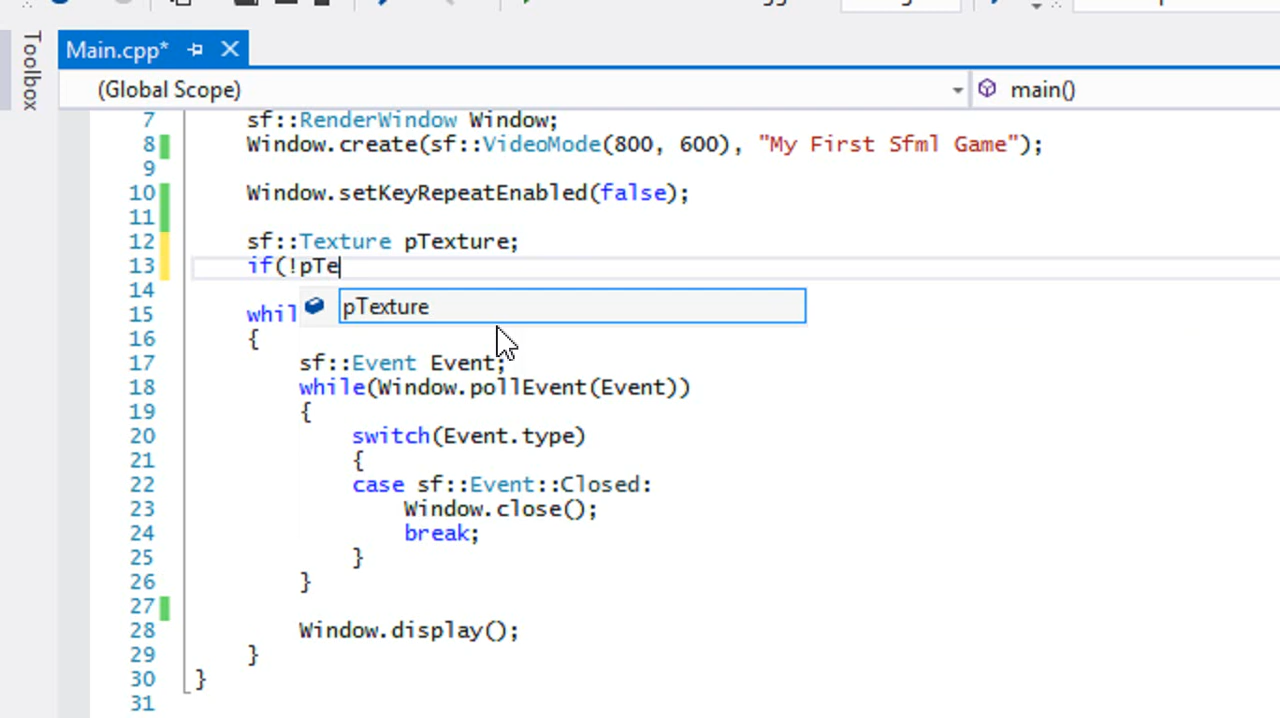 Toolbox
Main.cpp*
(Global Scope) main()
7 sf::RenderWindow Window;
8 Window.create(sf::VideoMode(800, 600), "My First Sfml Game");
9
10 Window.setKeyRepeatEnabled(false);
11
12 sf::Texture pTexture;
13 if(!pTe
14
pTexture
15 whil
16 {
17 sf::Event Event;
18 while(Window.pollEvent(Event))
19 {
20 switch(Event.type)
21 {
22 case sf::Event::Closed:
23 Window.close();
24 break;
25 }
26 }
27
28 Window.display();
29 }
30 }
31